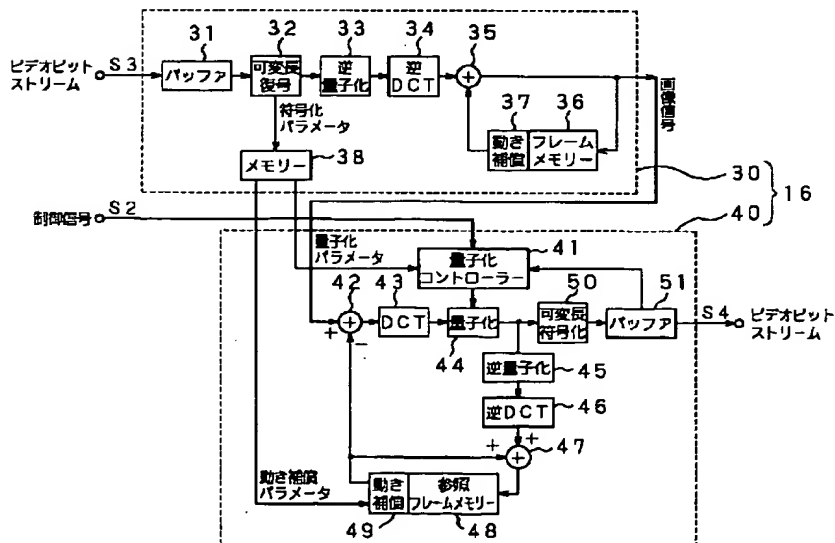 31
32
33
34
35
ビデオビット
ストリーム
S3
バッファ
可変長
復号
逆
量子化
逆
DCT
符号化
パラメータ
37
36
動き
補償
フレーム
メモリー
画像信号
メモリー
38
30
16
40
制御信号
S2
量子化
パラメータ
量子化
コントローラー
41
42
43
50
51
+
−
DCT
量子化
44
可変長
符号化
バッファ
S4
ビデオビット
ストリーム
逆量子化
45
逆DCT
46
+
+
47
動き補償
パラメータ
動き
補償
参照
フレームメモリー
49
48